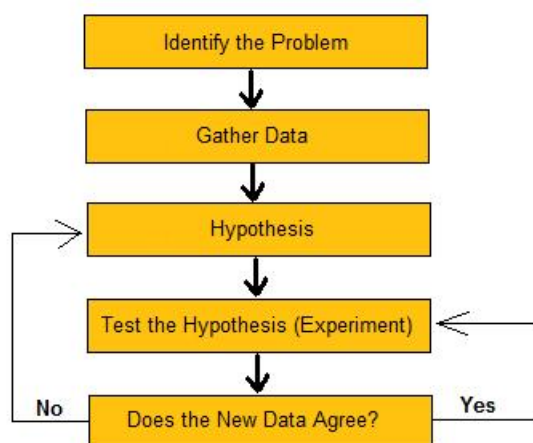 Identify the Problem
Gather Data
Hypothesis
Test the Hypothesis (Experiment)
No
Does the New Data Agree?
Yes